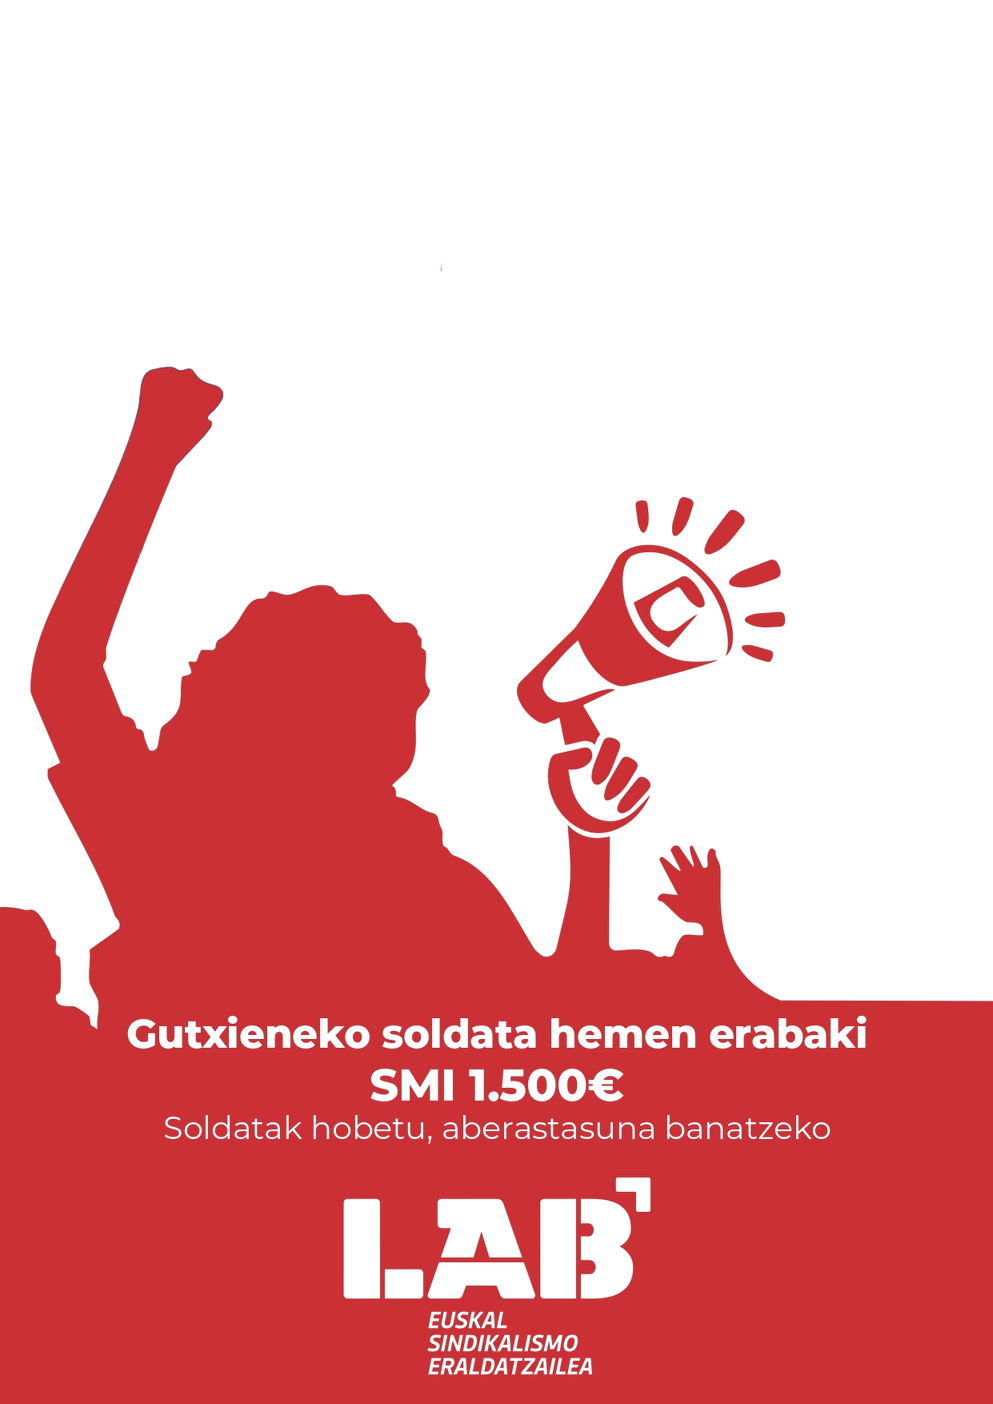 Gutxieneko soldata hemen erabaki
SMI 1.500€
Soldatak hobetu, aberastasuna banatzeko
LAB
EUSKAL
SINDIKALISMO
ERALDATZAILEA